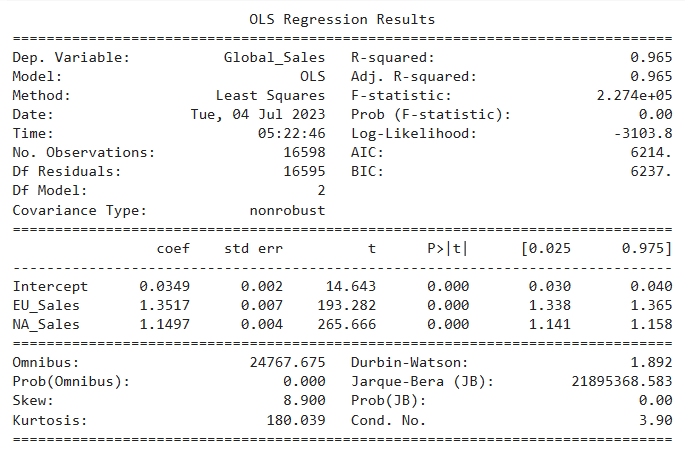 OLS Regression Results
==============================================================================
Dep. Variable: Global_Sales R-squared: 0.965
Model: OLS Adj. R-squared: 0.965
Method: Least Squares F-statistic: 2.274e+05
Date: Tue, 04 Jul 2023 Prob (F-statistic): 0.00
Time: 05:22:46 Log-Likelihood: -3103.8
No. Observations: 16598 AIC: 6214.
Df Residuals: 16595 BIC: 6237.
Df Model: 2
Covariance Type: nonrobust
==============================================================================
coef std err t P>|t| [0.025 0.975]
------------------------------------------------------------------------------
Intercept 0.0349 0.002 14.643 0.000 0.030 0.040
EU_Sales 1.3517 0.007 193.282 0.000 1.338 1.365
NA_Sales 1.1497 0.004 265.666 0.000 1.141 1.158
==============================================================================
Omnibus: 24767.675 Durbin-Watson: 1.892
Prob(Omnibus): 0.000 Jarque-Bera (JB): 21895368.583
Skew: 8.900 Prob(JB): 0.00
Kurtosis: 180.039 Cond. No. 3.90
==============================================================================